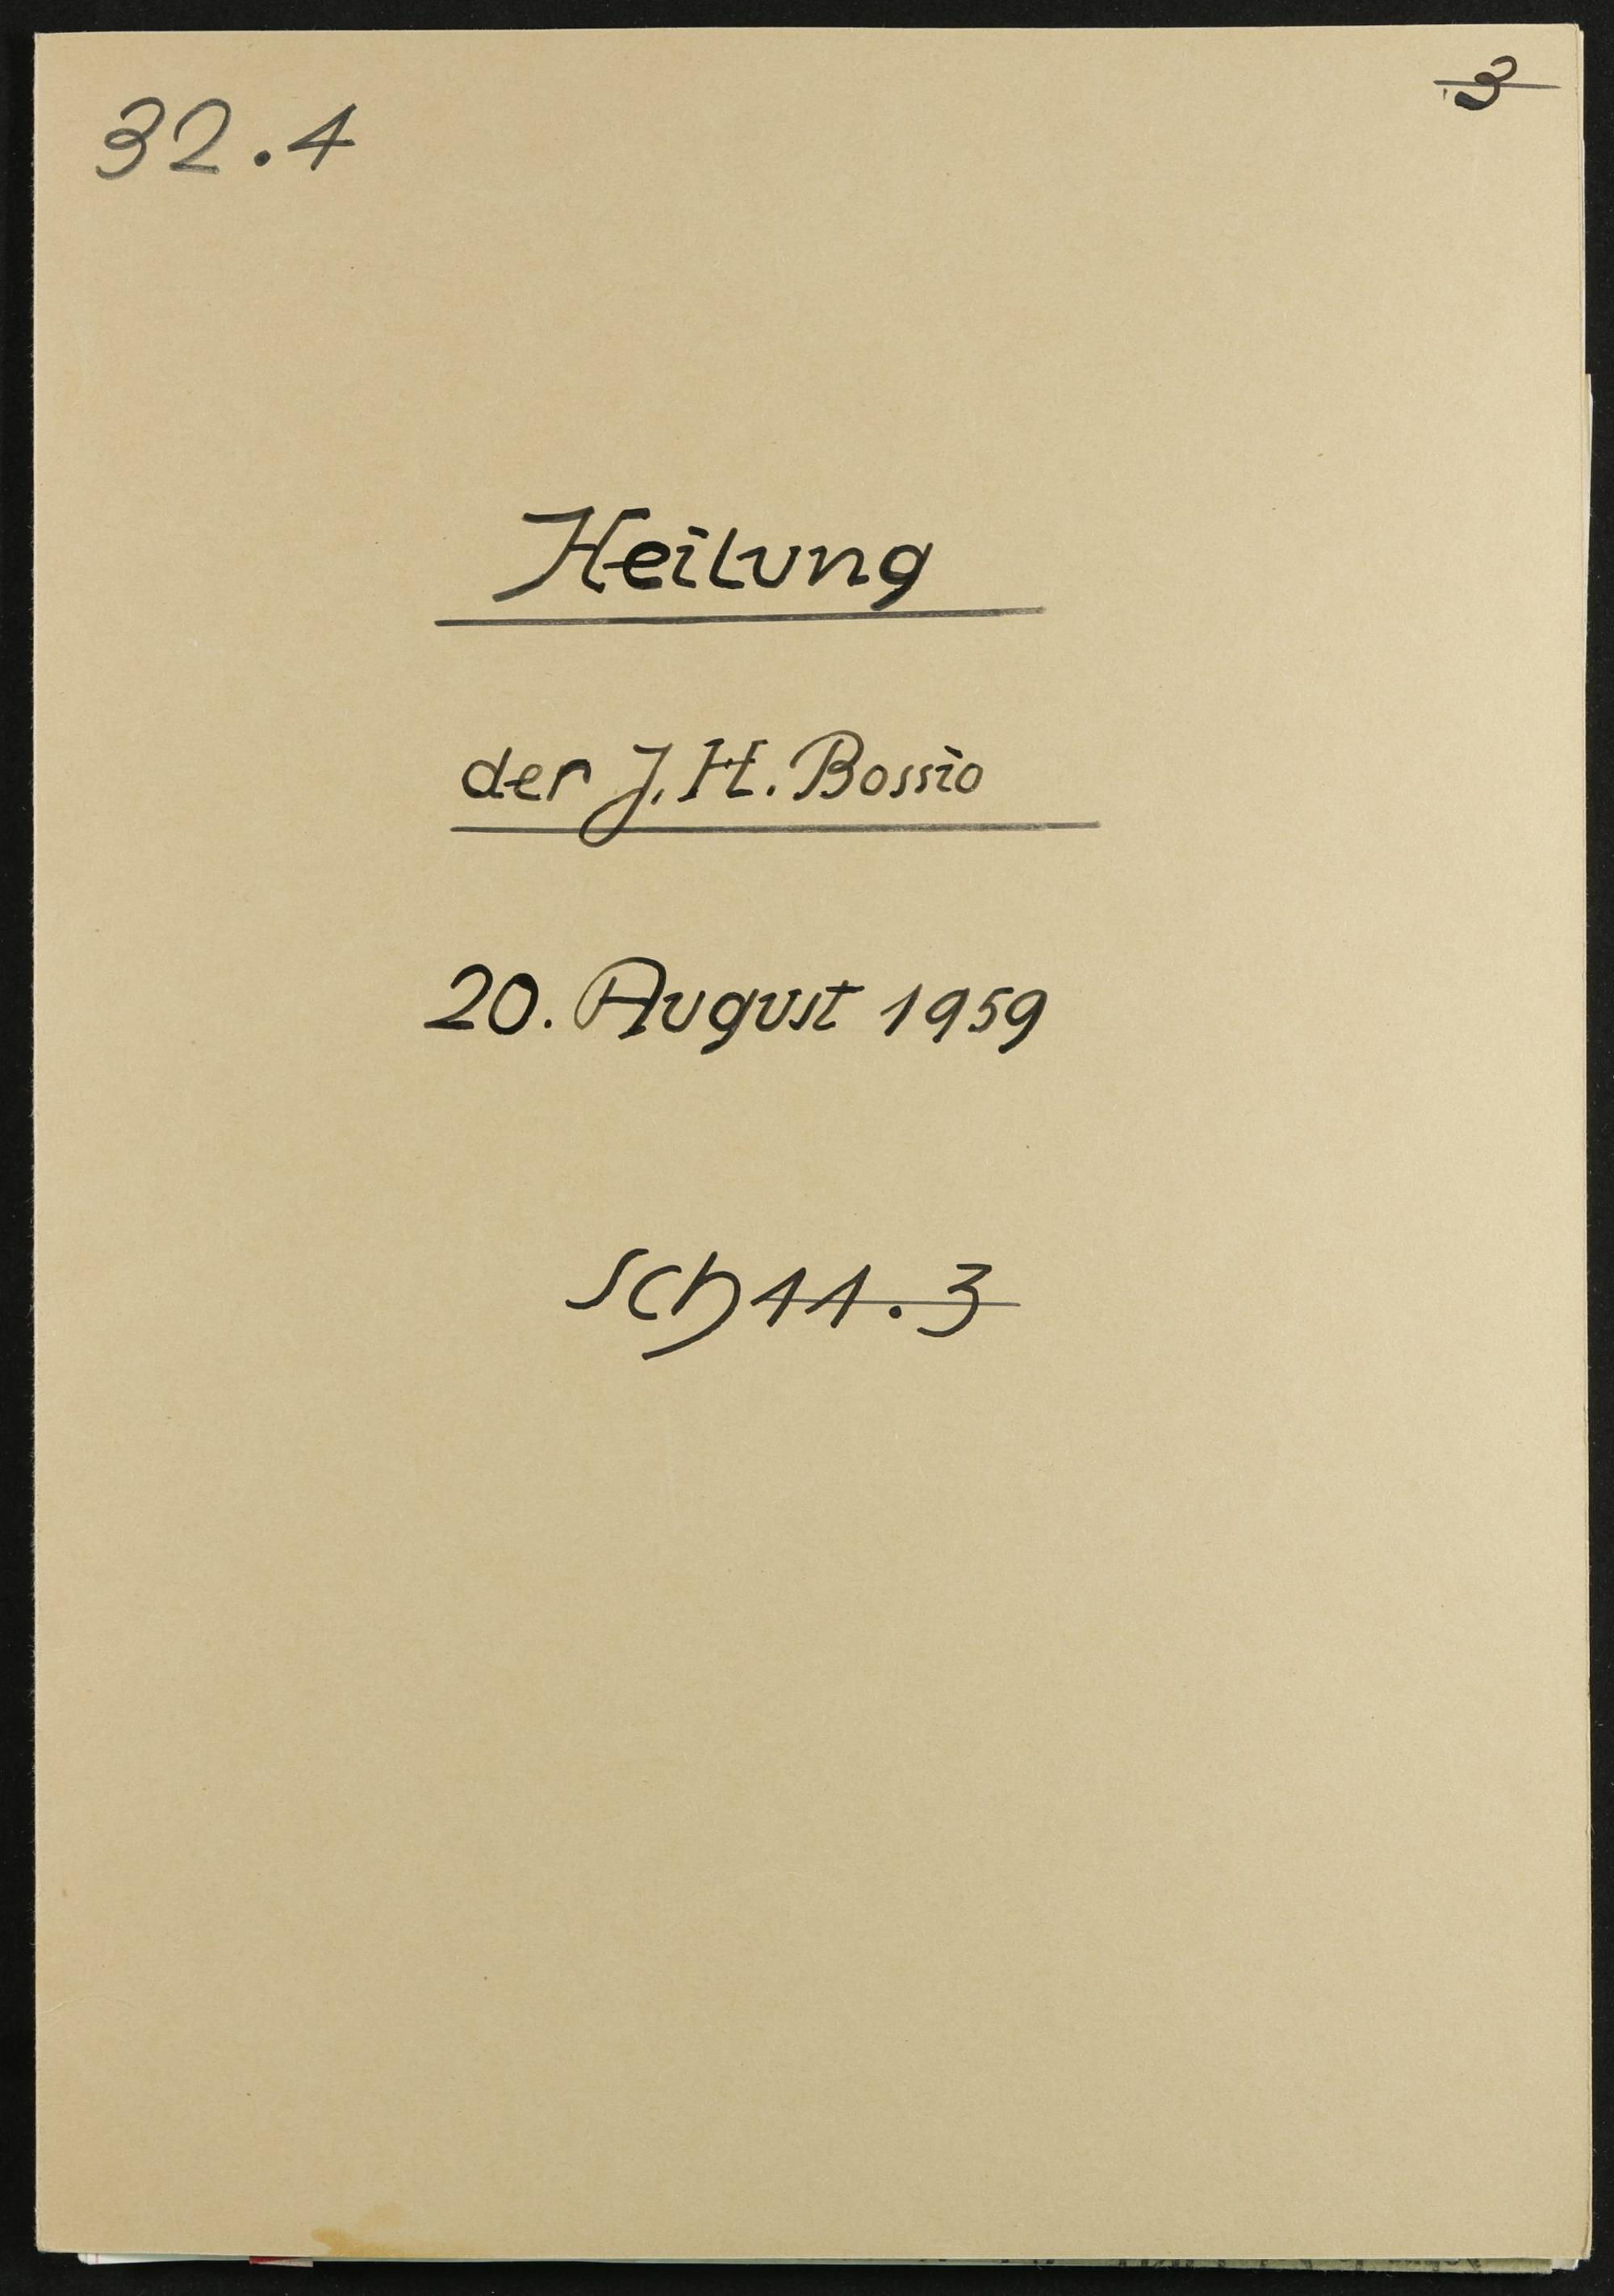 32.4
3
Heilung
der J. H. Bossio
20. August 1959
Sch 11.3